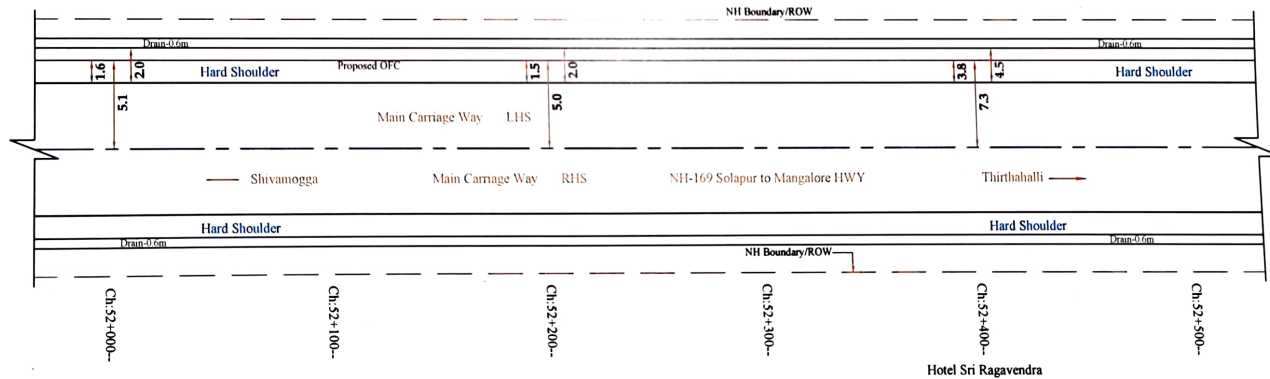 NH Boundary/ROW
Drain-0.6m Drain-0.6m
1.6 2.0 Hard Shoulder Proposed OFC 1.5 2.0 3.8 4.5 Hard Shoulder
5.1 5.0 7.3
Main Carriage Way LHS
Shivamogga Main Carriage Way RHS NH-169 Solapur to Mangalore HWY Thirthahalli
Hard Shoulder Hard Shoulder
Drain-0.6m Drain-0.6m
NH Boundary/ROW
Ch:52+000-- Ch:52+100-- Ch:52+200-- Ch:52+300-- Ch:52+400-- Ch:52+500--
Hotel Sri Ragavendra